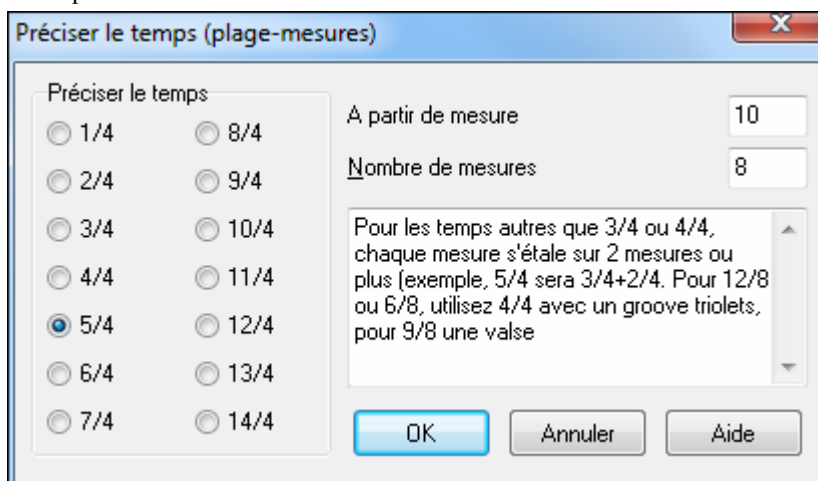 Préciser le temps (plage-mesures)
Préciser le temps
1/4 8/4
2/4 9/4
3/4 10/4
4/4 11/4
5/4 12/4
6/4 13/4
7/4 14/4
A partir de mesure 10
Nombre de mesures 8
Pour les temps autres que 3/4 ou 4/4,
chaque mesure s'étale sur 2 mesures ou
plus (exemple, 5/4 sera 3/4+2/4. Pour 12/8
ou 6/8, utilisez 4/4 avec un groove triolets,
pour 9/8 une valse
OK Annuler Aide